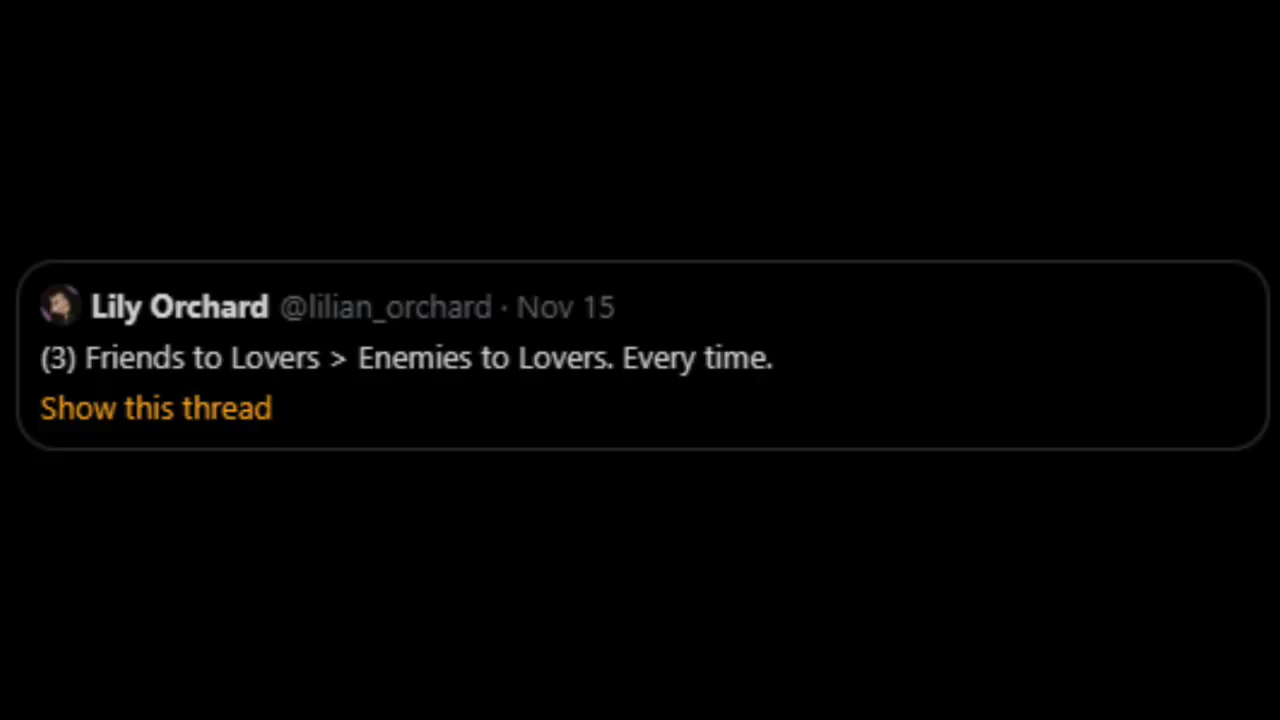 Lily Orchard @lilian_orchard · Nov 15
(3) Friends to Lovers > Enemies to Lovers. Every time.
Show this thread